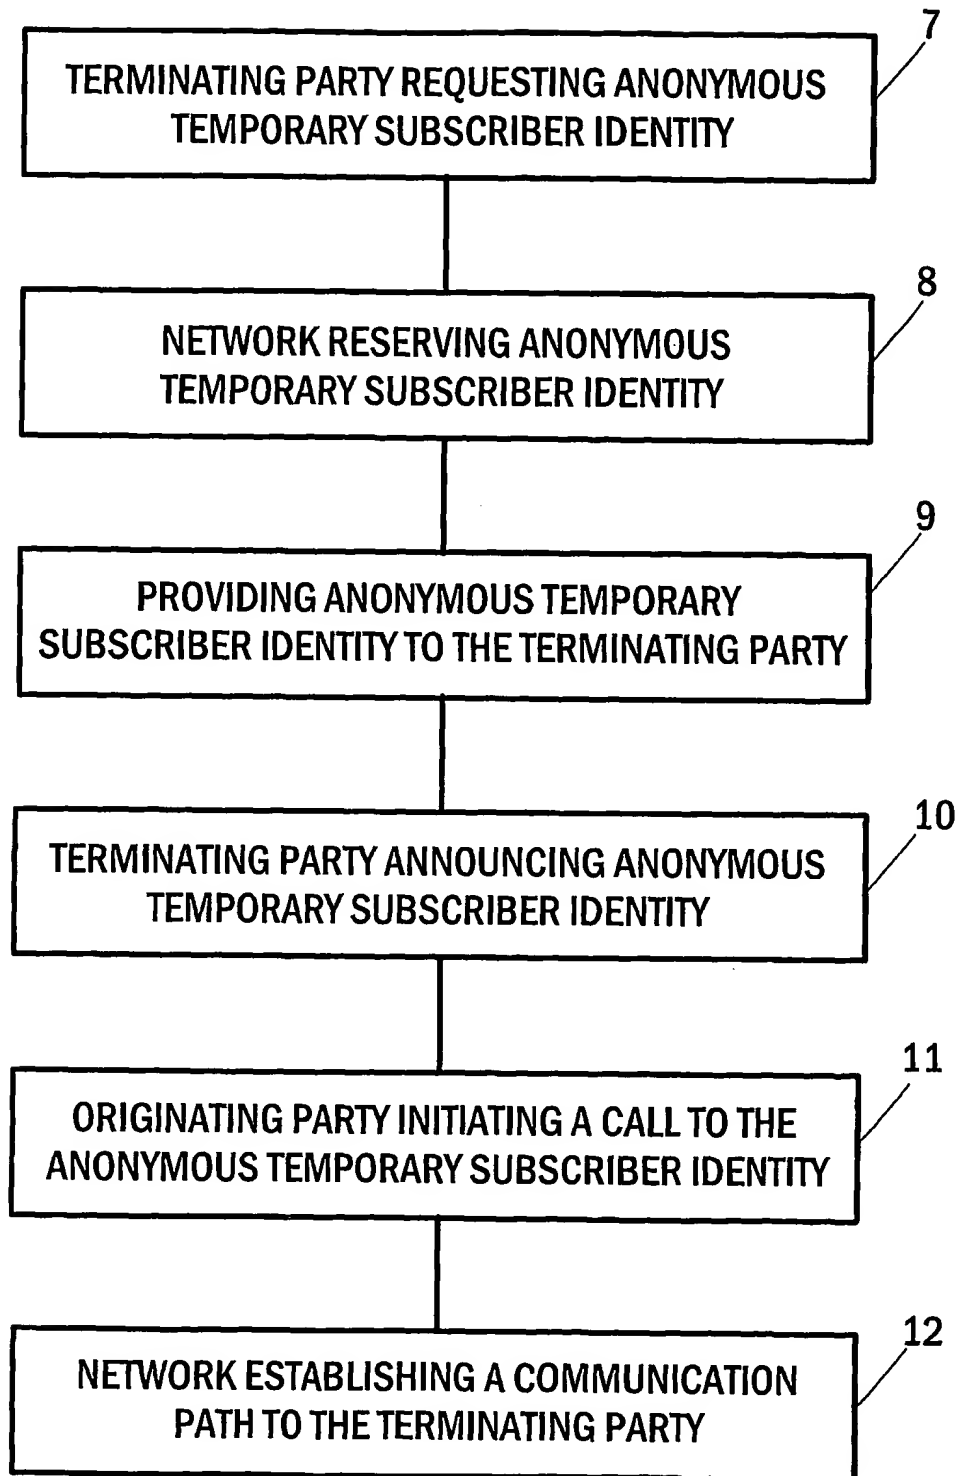 7
TERMINATING PARTY REQUESTING ANONYMOUS
TEMPORARY SUBSCRIBER IDENTITY
8
NETWORK RESERVING ANONYMOUS
TEMPORARY SUBSCRIBER IDENTITY
9
PROVIDING ANONYMOUS TEMPORARY
SUBSCRIBER IDENTITY TO THE TERMINATING PARTY
10
TERMINATING PARTY ANNOUNCING ANONYMOUS
TEMPORARY SUBSCRIBER IDENTITY
11
ORIGINATING PARTY INITIATING A CALL TO THE
ANONYMOUS TEMPORARY SUBSCRIBER IDENTITY
12
NETWORK ESTABLISHING A COMMUNICATION
PATH TO THE TERMINATING PARTY